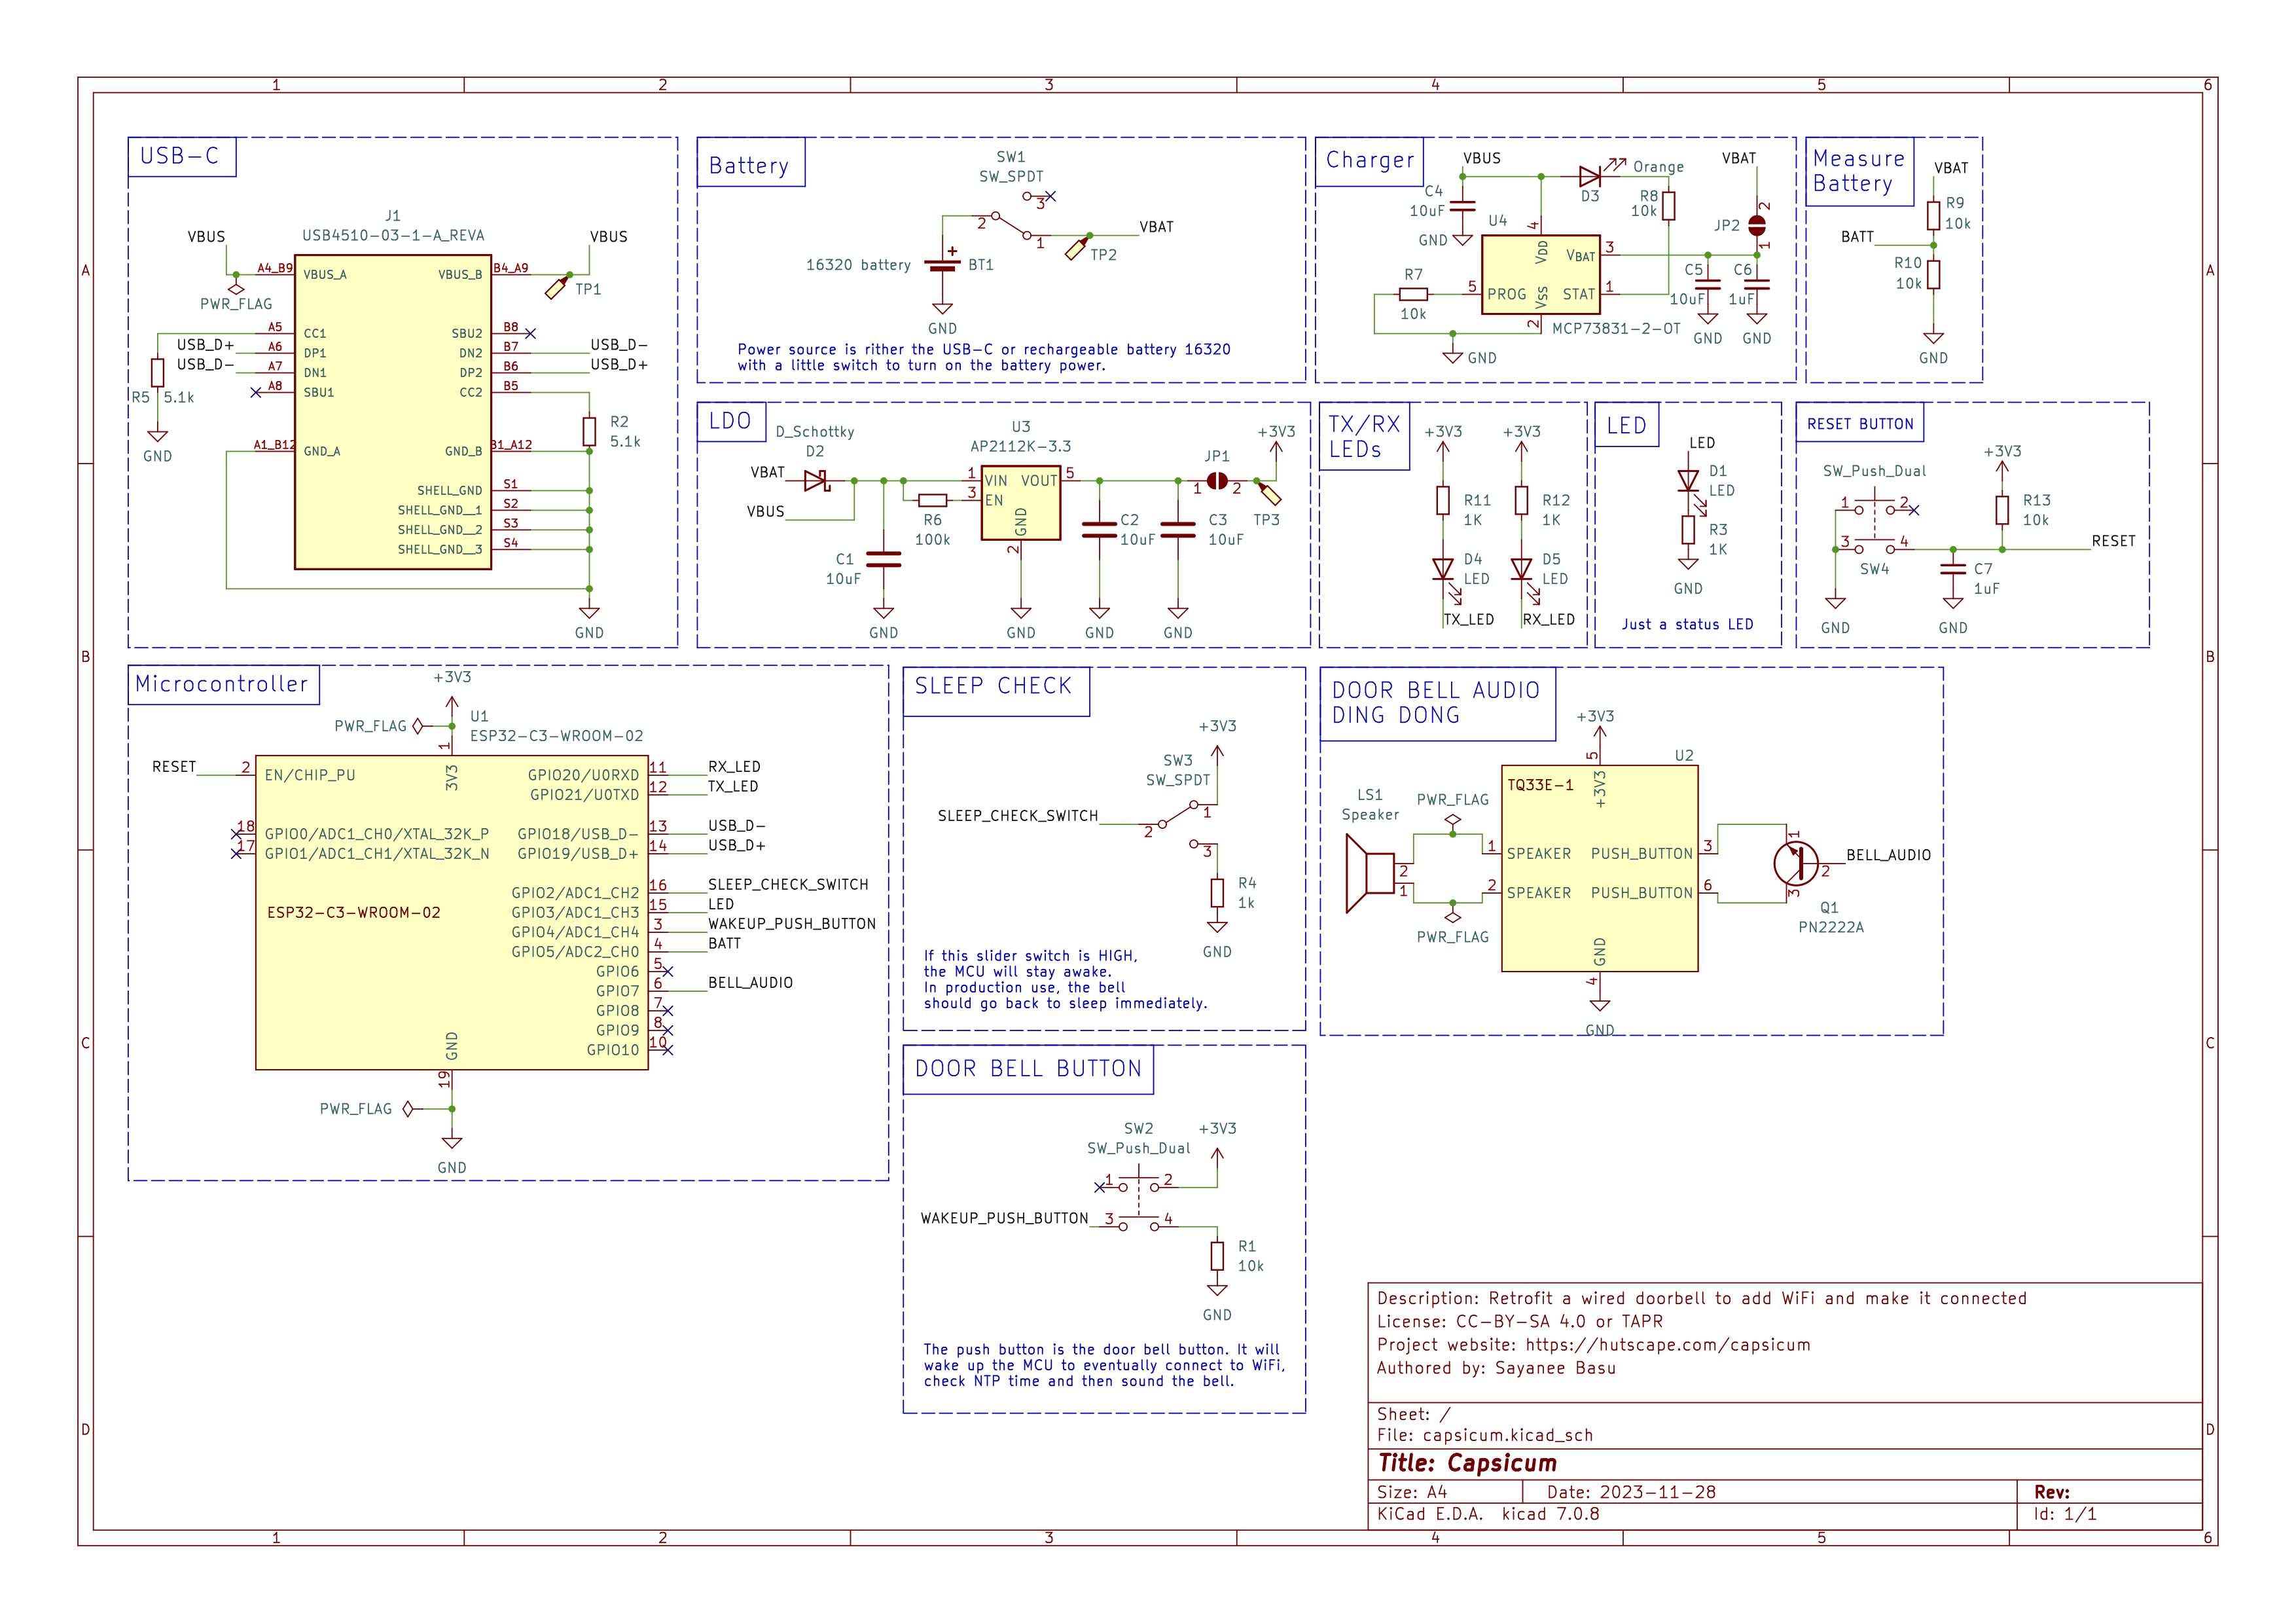 1 2 3 4 5 6
A
B
C
D
USB-C
J1
USB4510-03-1-A_REVA
VBUS
VBUS
A4_B9 VBUS_A VBUS_B B4_A9
TP1
PWR_FLAG
A5 CC1 SBU2 B8
USB_D+ A6 DP1 DN2 B7 USB_D-
USB_D- A7 DN1 DP2 B6 USB_D+
A8 SBU1 CC2 B5
R5 5.1k
R2
5.1k
A1_B12 GND_A GND_B B1_A12
GND
SHELL_GND S1
SHELL_GND__1 S2
SHELL_GND__2 S3
SHELL_GND__3 S4
GND
Battery
SW1
SW_SPDT
3
2
1
VBAT
TP2
16320 battery
+
BT1
GND
Power source is rither the USB-C or rechargeable battery 16320
with a little switch to turn on the battery power.
Charger
VBUS
VBAT
Orange
D3
C4
10uF
GND
U4
4
R8
10k
JP2
2
1
VDD
VBAT 3
R7
10k
5 PROG
STAT 1
VSS
2
MCP73831-2-OT
C5
10uF
C6
1uF
GND
GND
GND
Measure
Battery
VBAT
R9
10k
BATT
R10
10k
GND
LDO
D_Schottky
D2
VBAT
VBUS
U3
AP2112K-3.3
1 VIN VOUT 5
3 EN
GND
2
R6
100k
C1
10uF
C2
10uF
C3
10uF
JP1
1 2
+3V3
TP3
GND
GND
GND
GND
TX/RX
LEDs
+3V3
+3V3
R11
1K
R12
1K
D4
LED
D5
LED
TX_LED
RX_LED
LED
LED
D1
LED
R3
1K
GND
Just a status LED
RESET BUTTON
SW_Push_Dual
1 2
3 4
SW4
+3V3
R13
10k
RESET
C7
1uF
GND
GND
Microcontroller
+3V3
PWR_FLAG
U1
ESP32-C3-WROOM-02
1
3V3
RESET 2 EN/CHIP_PU GPIO20/U0RXD 11 RX_LED
GPIO21/U0TXD 12 TX_LED
18 GPIO0/ADC1_CH0/XTAL_32K_P GPIO18/USB_D- 13 USB_D-
17 GPIO1/ADC1_CH1/XTAL_32K_N GPIO19/USB_D+ 14 USB_D+
GPIO2/ADC1_CH2 16 SLEEP_CHECK_SWITCH
ESP32-C3-WROOM-02 GPIO3/ADC1_CH3 15 LED
GPIO4/ADC1_CH4 3 WAKEUP_PUSH_BUTTON
GPIO5/ADC2_CH0 4 BATT
GPIO6 5
GPIO7 6 BELL_AUDIO
GPIO8 7
GPIO9 8
GPIO10 10
GND
19
PWR_FLAG
GND
SLEEP CHECK
+3V3
SW3
SW_SPDT
SLEEP_CHECK_SWITCH
1
2
3
R4
1k
GND
If this slider switch is HIGH,
the MCU will stay awake.
In production use, the bell
should go back to sleep immediately.
DOOR BELL AUDIO
DING DONG
+3V3
5
U2
TQ33E-1
+3V3
LS1
Speaker
PWR_FLAG
2
1
1 SPEAKER PUSH_BUTTON 3
2 SPEAKER PUSH_BUTTON 6
PWR_FLAG
1
2
3
BELL_AUDIO
Q1
PN2222A
GND
4
GND
DOOR BELL BUTTON
SW2
SW_Push_Dual
+3V3
1 2
WAKEUP_PUSH_BUTTON 3 4
R1
10k
GND
The push button is the door bell button. It will
wake up the MCU to eventually connect to WiFi,
check NTP time and then sound the bell.
Description: Retrofit a wired doorbell to add WiFi and make it connected
License: CC-BY-SA 4.0 or TAPR
Project website: https://hutscape.com/capsicum
Authored by: Sayanee Basu
Sheet: /
File: capsicum.kicad_sch
Title: Capsicum
Size: A4 Date: 2023-11-28 Rev:
KiCad E.D.A. kicad 7.0.8 Id: 1/1
A
B
C
D
1 2 3 4 5 6